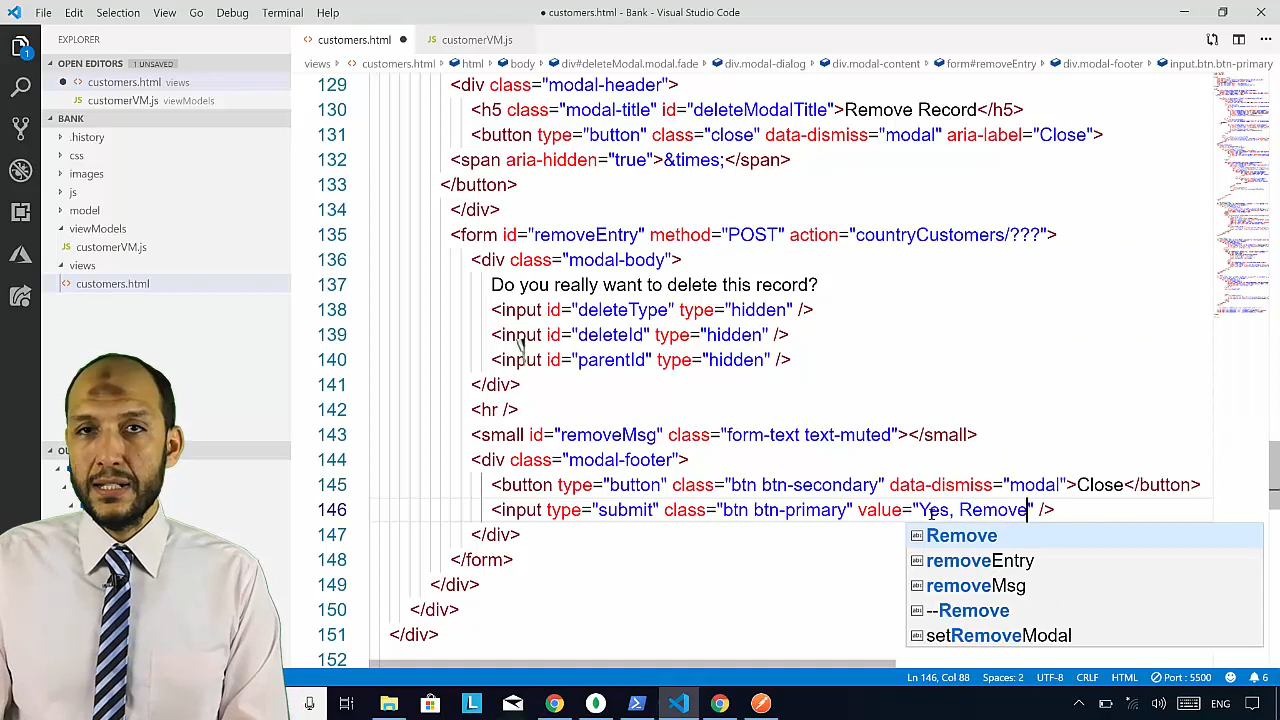 File Edit Selection View Go Debug Terminal Help
● customers.html - Bank - Visual Studio Code
EXPLORER
OPEN EDITORS 1 UNSAVED
customers.html views
customerVM.js viewModels
BANK
.history
css
images
js
model
viewModels
customerVM.js
views
customers.html
customers.html ●
customerVM.js
views › customers.html › html › body › div#deleteModal.modal.fade › div.modal-dialog › div.modal-content › form#removeEntry › div.modal-footer › input.btn.btn-primary
129 <div class="modal-header">
130 <h5 class="modal-title" id="deleteModalTitle">Remove Record</h5>
131 <button type="button" class="close" data-dismiss="modal" aria-label="Close">
132 <span aria-hidden="true">&times;</span>
133 </button>
134 </div>
135 <form id="removeEntry" method="POST" action="countryCustomers/???">
136 <div class="modal-body">
137 Do you really want to delete this record?
138 <input id="deleteType" type="hidden" />
139 <input id="deleteId" type="hidden" />
140 <input id="parentId" type="hidden" />
141 </div>
142 <hr />
143 <small id="removeMsg" class="form-text text-muted"></small>
144 <div class="modal-footer">
145 <button type="button" class="btn btn-secondary" data-dismiss="modal">Close</button>
146 <input type="submit" class="btn btn-primary" value="Yes, Remove" />
147 </div>
148 </form>
149 </div>
150 </div>
151 </div>
152
Remove
removeEntry
removeMsg
--Remove
setRemoveModal
Ln 146, Col 88 Spaces: 2 UTF-8 CRLF HTML Port : 5500 6
ENG